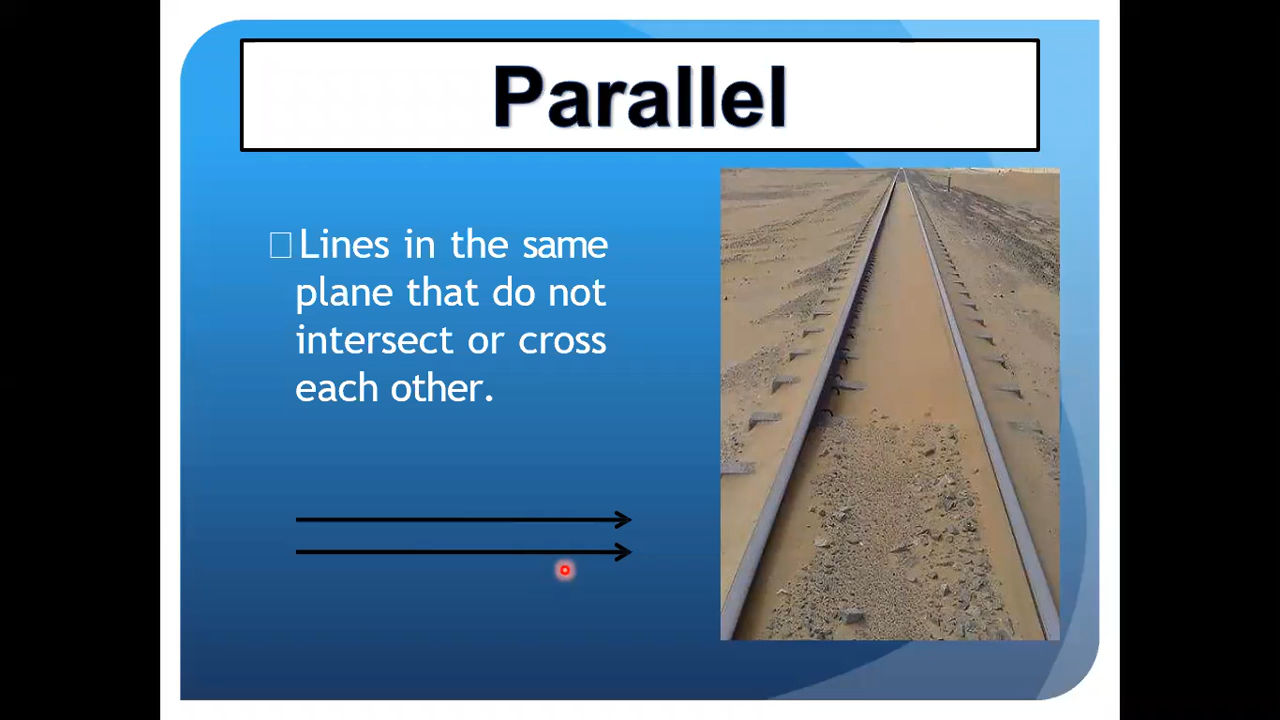 Parallel
Lines in the same
plane that do not
intersect or cross
each other.